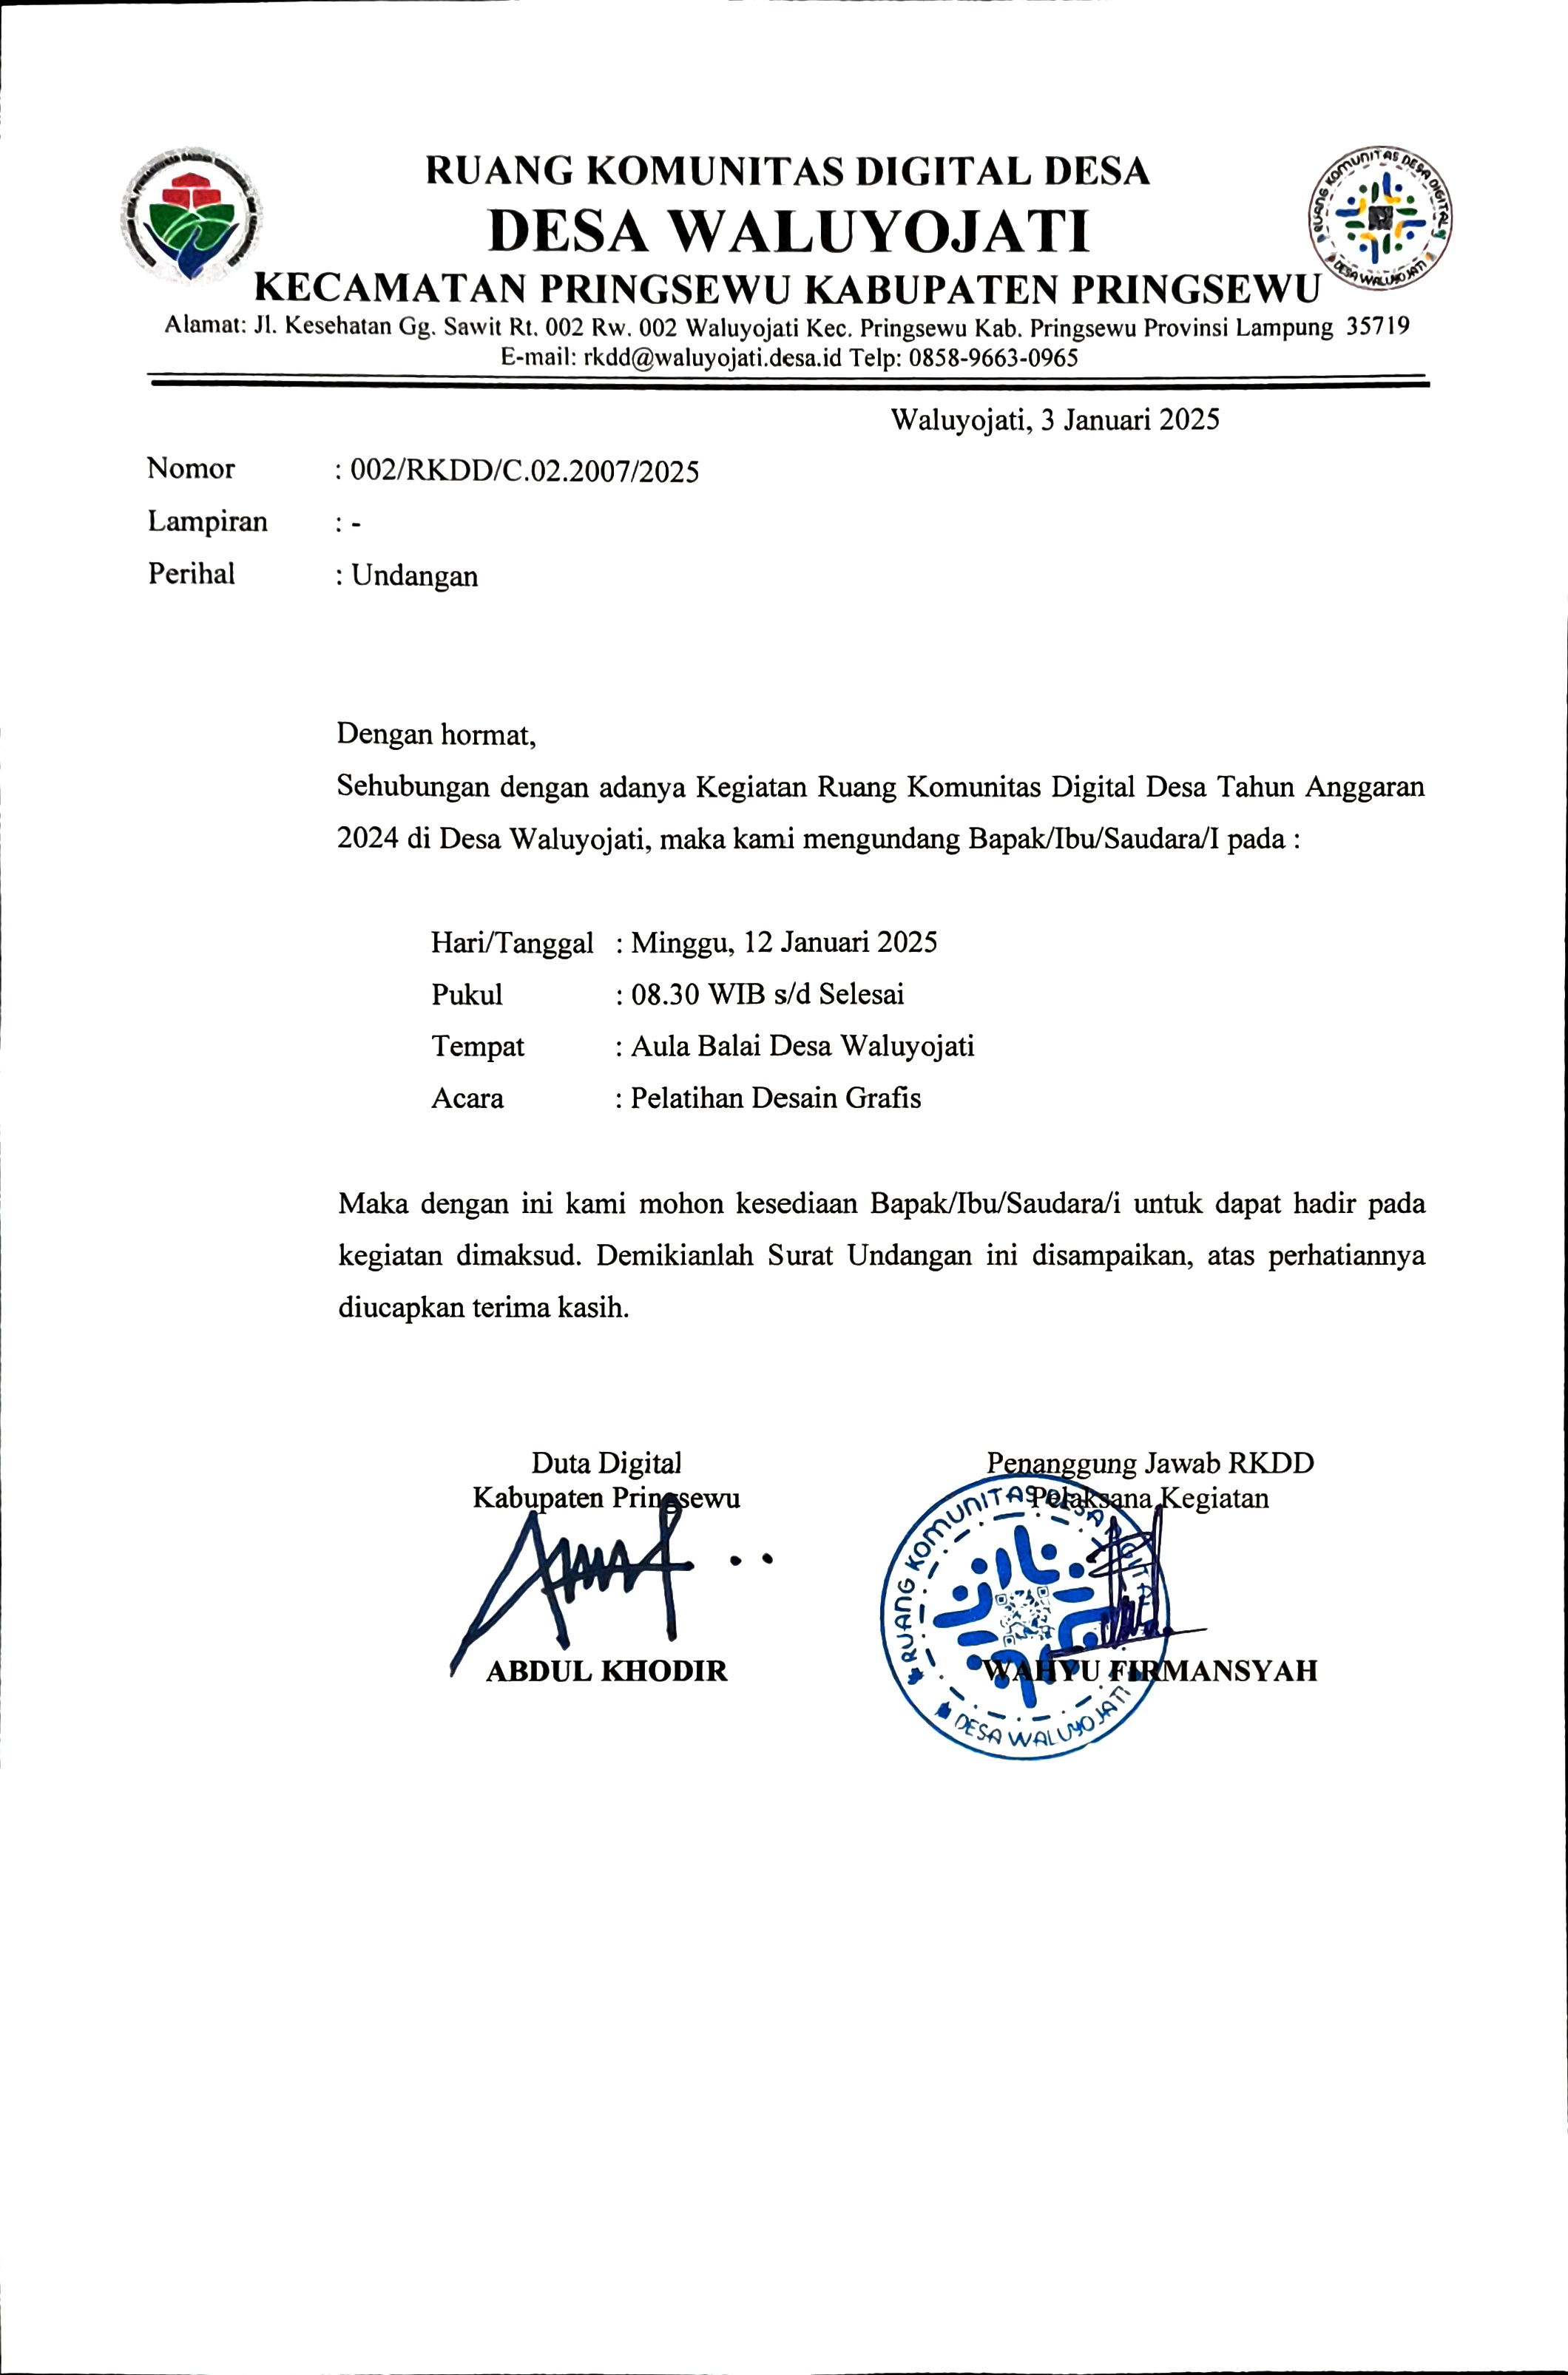 RUANG KOMUNITAS DIGITAL DESA
DESA WALUYOJATI
KECAMATAN PRINGSEWU KABUPATEN PRINGSEWU
Alamat: Jl. Kesehatan Gg. Sawit Rt. 002 Rw. 002 Waluyojati Kec. Pringsewu Kab. Pringsewu Provinsi Lampung 35719
E-mail: rkdd@waluyojati.desa.id Telp: 0858-9663-0965
RUANG KOMUNITAS DESA DIGITAL
DESA WALUYOJATI
Waluyojati, 3 Januari 2025
Nomor : 002/RKDD/C.02.2007/2025
Lampiran : -
Perihal : Undangan
Dengan hormat,
Sehubungan dengan adanya Kegiatan Ruang Komunitas Digital Desa Tahun Anggaran
2024 di Desa Waluyojati, maka kami mengundang Bapak/Ibu/Saudara/I pada :
Hari/Tanggal : Minggu, 12 Januari 2025
Pukul : 08.30 WIB s/d Selesai
Tempat : Aula Balai Desa Waluyojati
Acara : Pelatihan Desain Grafis
Maka dengan ini kami mohon kesediaan Bapak/Ibu/Saudara/i untuk dapat hadir pada
kegiatan dimaksud. Demikianlah Surat Undangan ini disampaikan, atas perhatiannya
diucapkan terima kasih.
Duta Digital
Kabupaten Pringsewu
ABDUL KHODIR
Penanggung Jawab RKDD
Pelaksana Kegiatan
WAHYU FIRMANSYAH
RUANG KOMUNITAS DESA DIGITAL
DESA WALUYOJATI